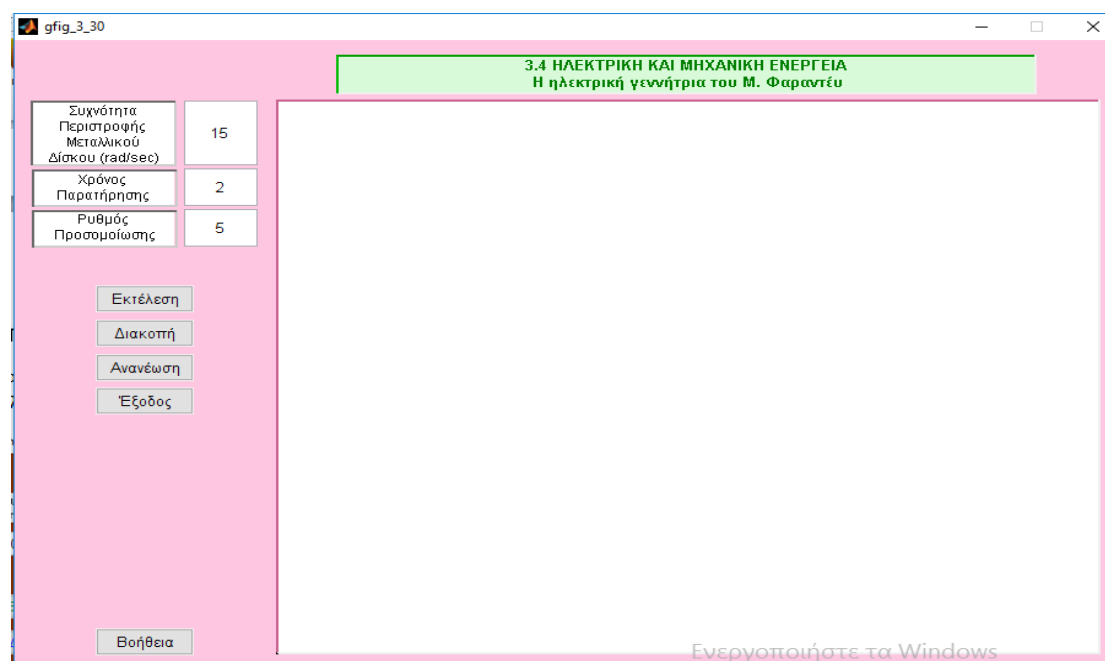 gfig_3_30
3.4 ΗΛΕΚΤΡΙΚΗ ΚΑΙ ΜΗΧΑΝΙΚΗ ΕΝΕΡΓΕΙΑ
Η ηλεκτρική γεννήτρια του Μ. Φαραντέυ
Συχνότητα
Περιστροφής
Μεταλλικού
Δίσκου (rad/sec)
15
Χρόνος
Παρατήρησης
2
Ρυθμός
Προσομοίωσης
5
Εκτέλεση
Διακοπή
Ανανέωση
Έξοδος
Βοήθεια
Ενεργοποιήστε τα Windows